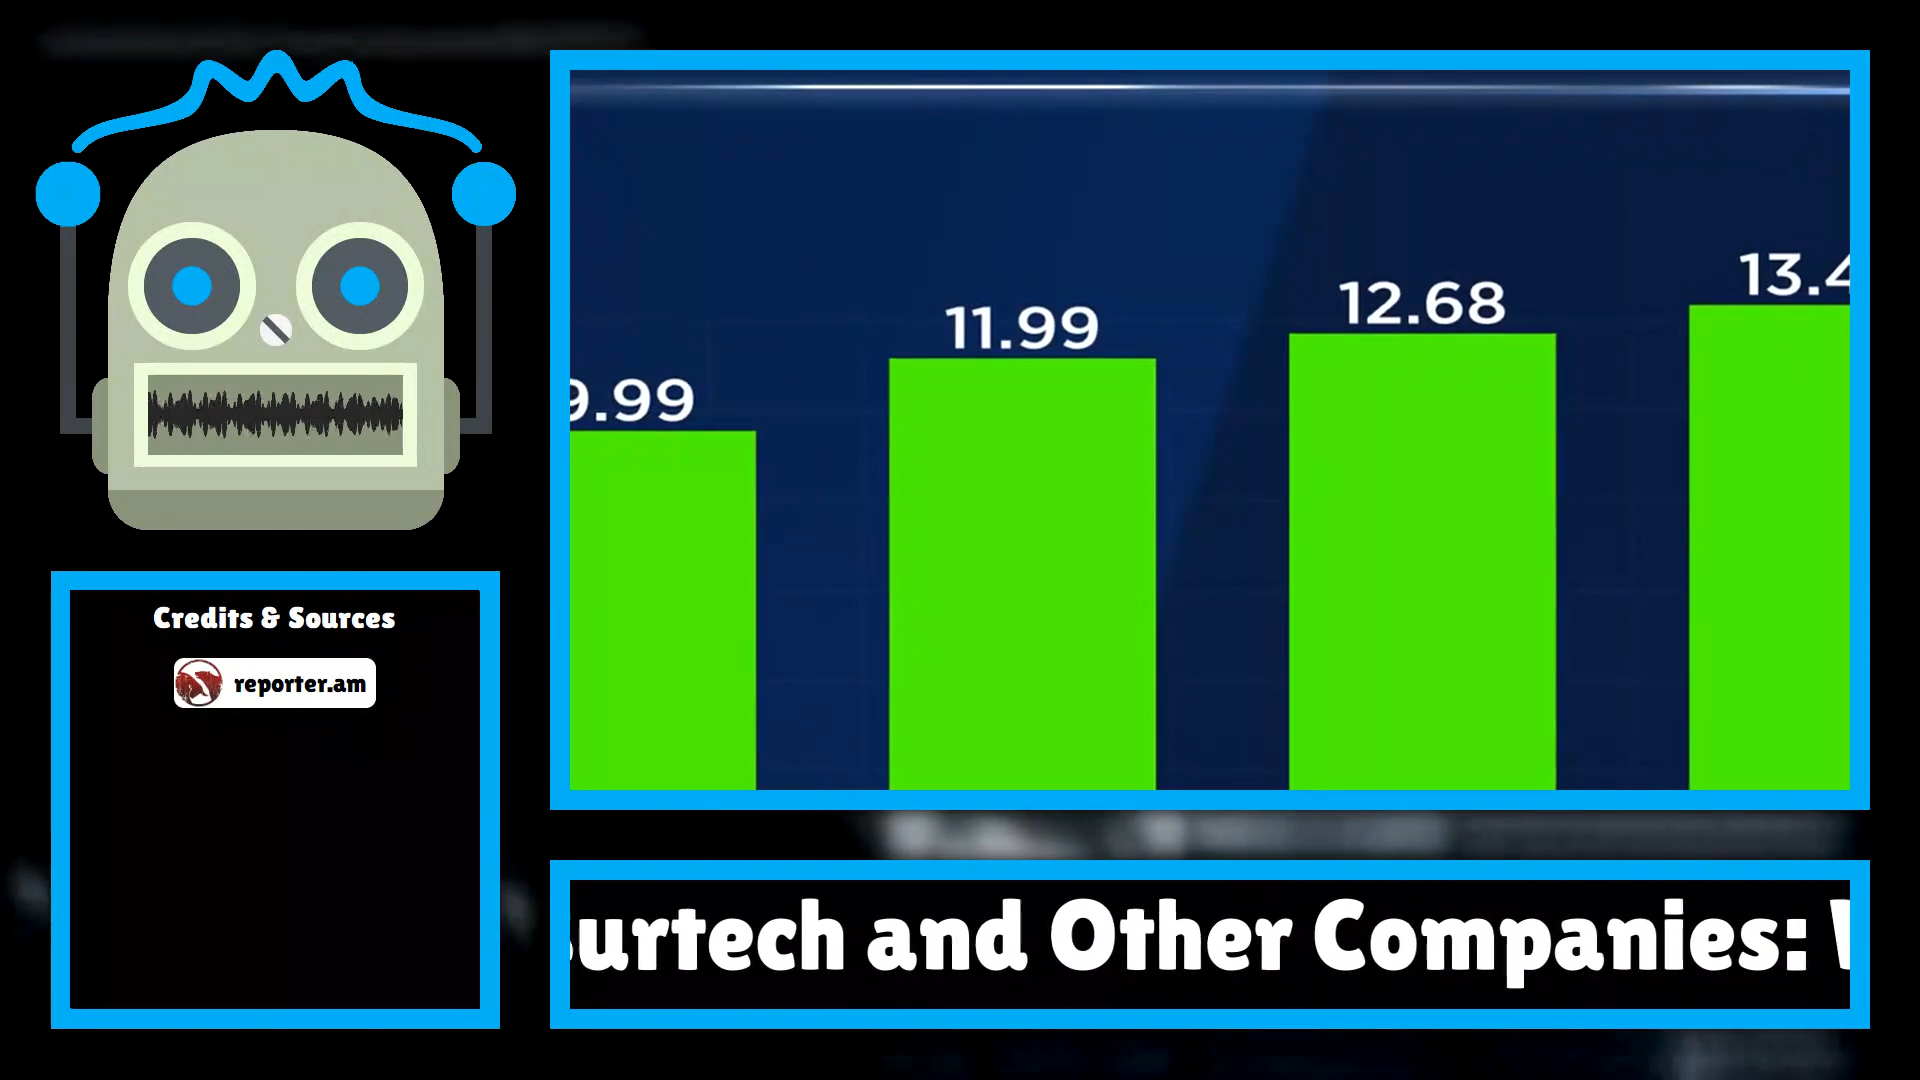 9.99
11.99
12.68
13.4
Credits & Sources
reporter.am
urtech and Other Companies: